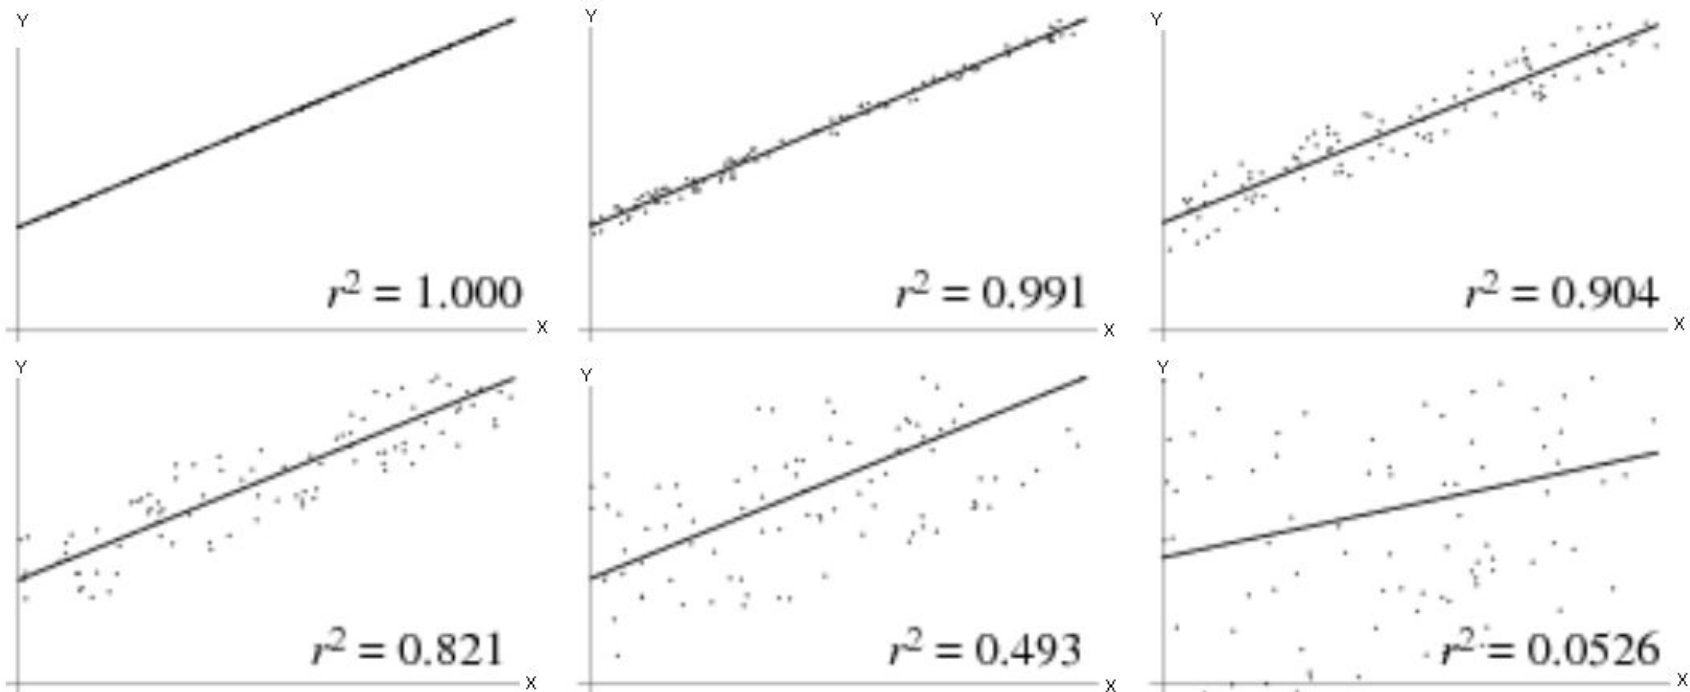 Y
r² = 1.000
X
Y
r² = 0.991
X
Y
r² = 0.904
X
Y
r² = 0.821
X
Y
r² = 0.493
X
Y
r² = 0.0526
X